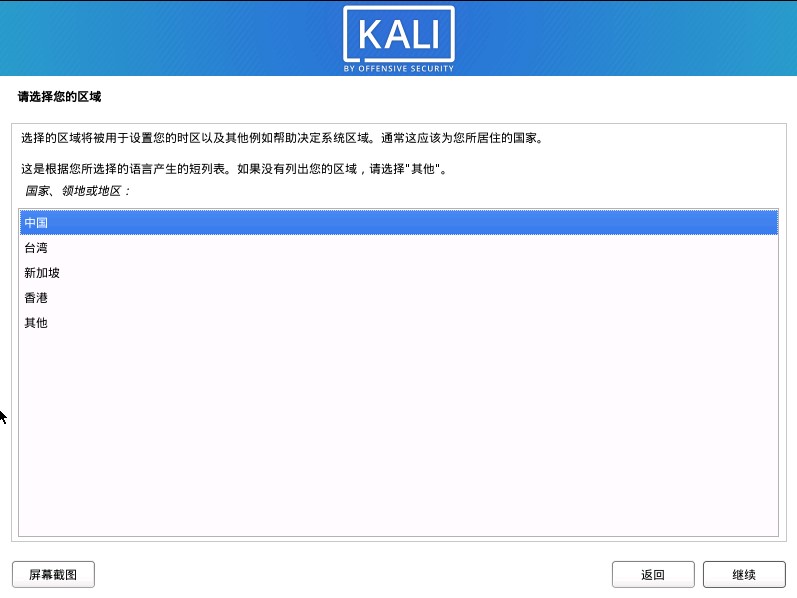 KALI
BY OFFENSIVE SECURITY
请选择您的区域
选择的区域将被用于设置您的时区以及其他例如帮助决定系统区域。通常这应该为您所居住的国家。
这是根据您所选择的语言产生的短列表。如果没有列出您的区域，请选择"其他"。
国家、领地或地区：
中国
台湾
新加坡
香港
其他
屏幕截图
返回
继续